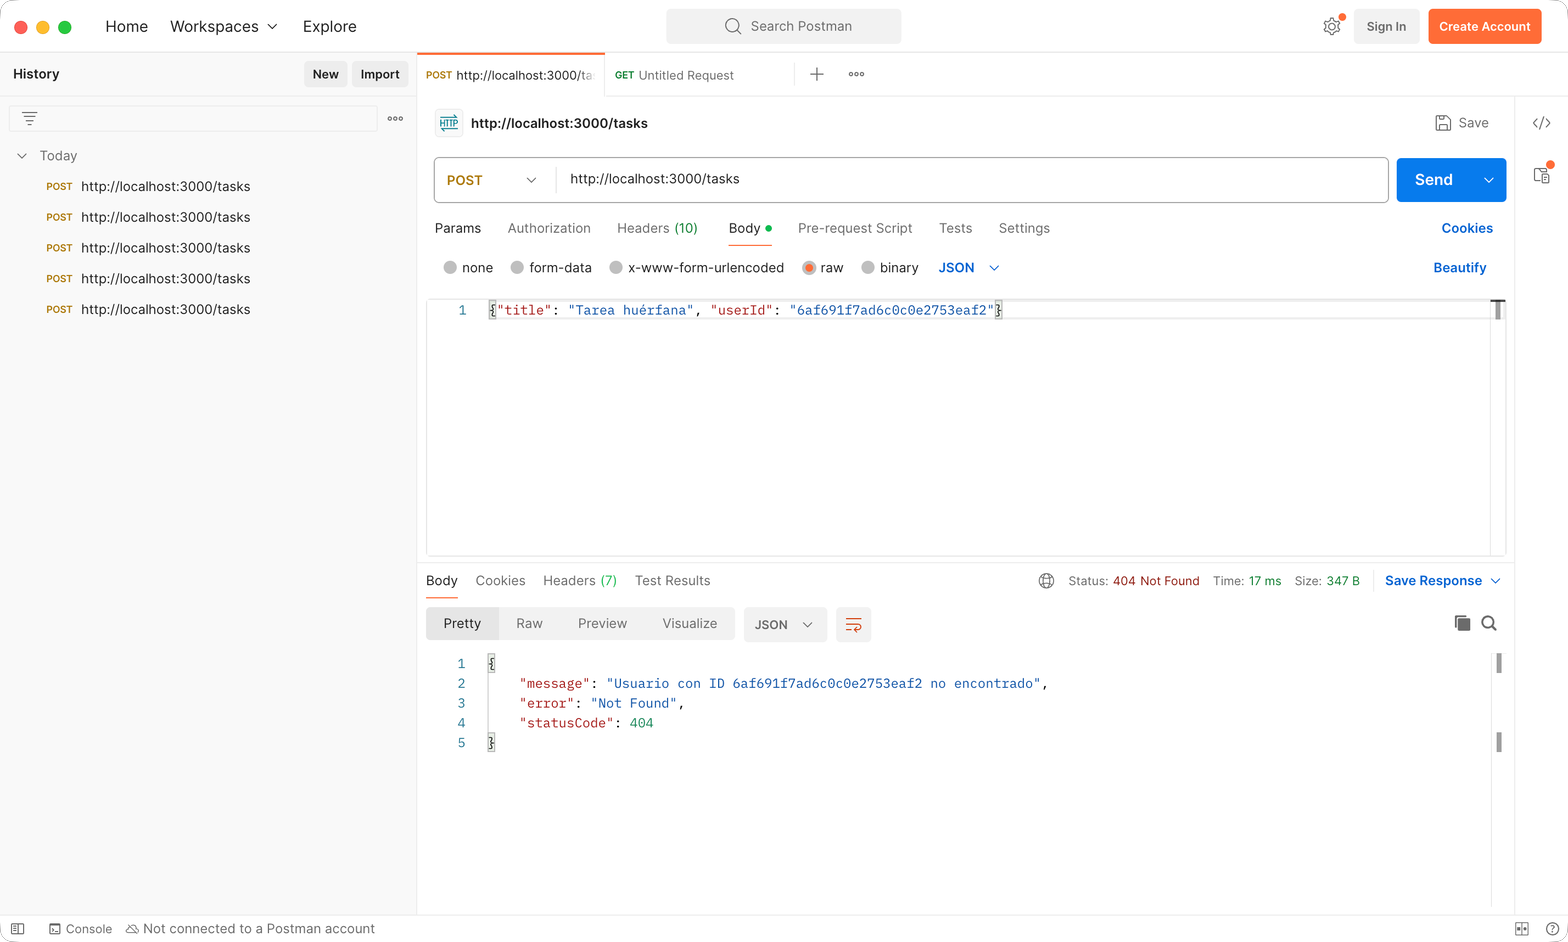 Home Workspaces Explore Search Postman Sign In Create Account
History New Import
POST http://localhost:3000/ta GET Untitled Request
HTTP http://localhost:3000/tasks Save
Today
POST http://localhost:3000/tasks
POST http://localhost:3000/tasks
POST http://localhost:3000/tasks
POST http://localhost:3000/tasks
POST http://localhost:3000/tasks
POST http://localhost:3000/tasks Send
Params Authorization Headers (10) Body Pre-request Script Tests Settings Cookies
none form-data x-www-form-urlencoded raw binary JSON Beautify
1 {"title": "Tarea huérfana", "userId": "6af691f7ad6c0c0e2753eaf2"}
Body Cookies Headers (7) Test Results Status: 404 Not Found Time: 17 ms Size: 347 B Save Response
Pretty Raw Preview Visualize JSON
1 {
2 "message": "Usuario con ID 6af691f7ad6c0c0e2753eaf2 no encontrado",
3 "error": "Not Found",
4 "statusCode": 404
5 }
Console Not connected to a Postman account